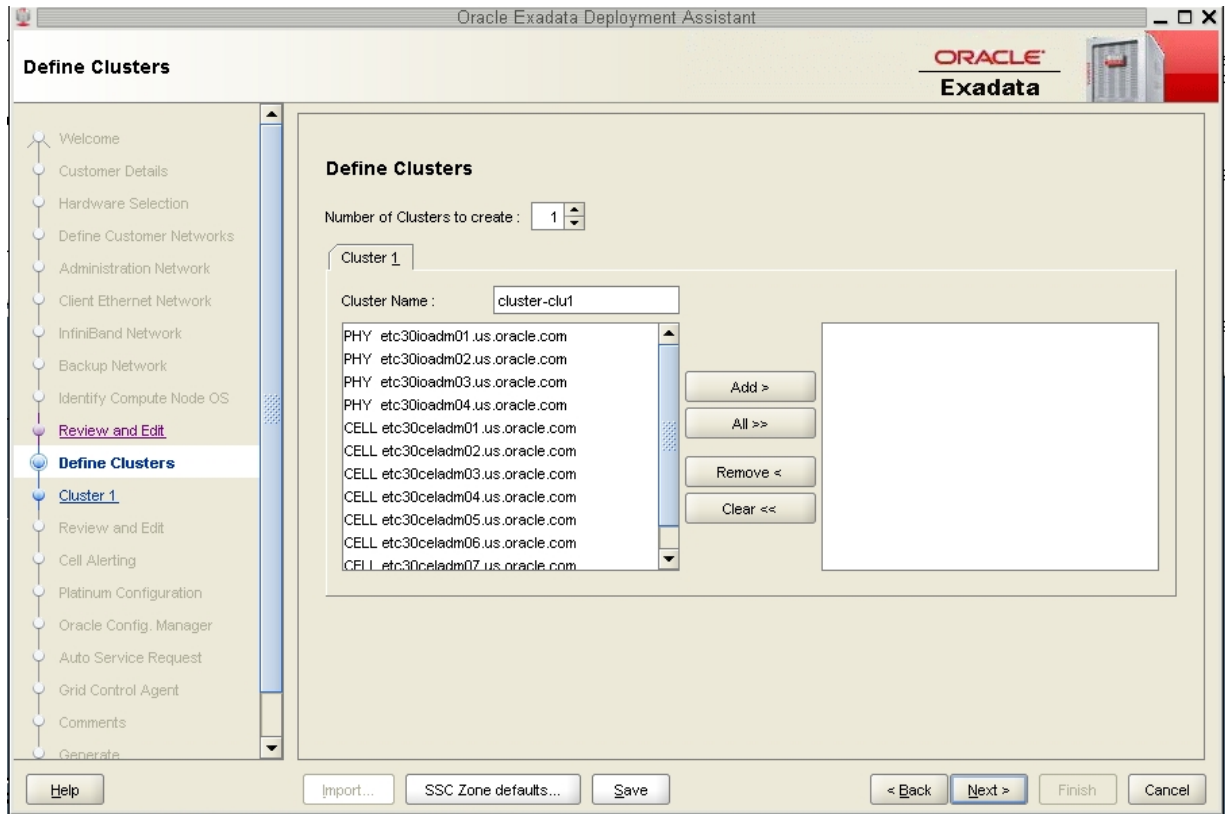 Oracle Exadata Deployment Assistant
Define Clusters
ORACLE®
Exadata
Welcome
Customer Details
Hardware Selection
Define Customer Networks
Administration Network
Client Ethernet Network
InfiniBand Network
Backup Network
Identify Compute Node OS
Review and Edit
Define Clusters
Cluster 1
Review and Edit
Cell Alerting
Platinum Configuration
Oracle Config. Manager
Auto Service Request
Grid Control Agent
Comments
Generate
Define Clusters
Number of Clusters to create : 1
Cluster 1
Cluster Name : cluster-clu1
PHY etc30ioadm01.us.oracle.com
PHY etc30ioadm02.us.oracle.com
PHY etc30ioadm03.us.oracle.com
PHY etc30ioadm04.us.oracle.com
CELL etc30celadm01.us.oracle.com
CELL etc30celadm02.us.oracle.com
CELL etc30celadm03.us.oracle.com
CELL etc30celadm04.us.oracle.com
CELL etc30celadm05.us.oracle.com
CELL etc30celadm06.us.oracle.com
CELL etc30celadm07.us.oracle.com
Add >
All >>
Remove <
Clear <<
Help
Import...
SSC Zone defaults...
Save
< Back
Next >
Finish
Cancel